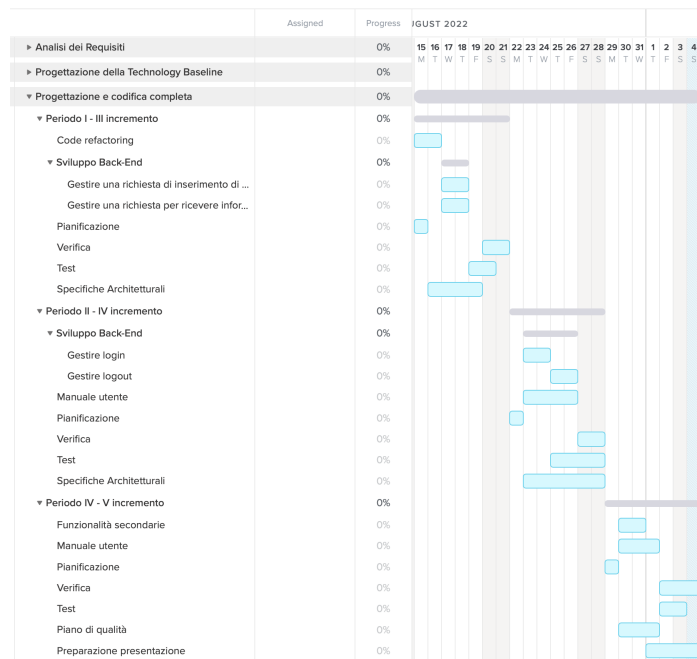 Assigned Progress JGUST 2022
Analisi dei Requisiti 0% 15 16 17 18 19 20 21 22 23 24 25 26 27 28 29 30 31 1 2 3 4
M T W T F S S M T W T F S S M T W T F S S
Progettazione della Technology Baseline 0%
Progettazione e codifica completa 0%
Periodo I - III incremento 0%
Code refactoring 0%
Sviluppo Back-End 0%
Gestire una richiesta di inserimento di ... 0%
Gestire una richiesta per ricevere infor... 0%
Pianificazione 0%
Verifica 0%
Test 0%
Specifiche Architetturali 0%
Periodo II - IV incremento 0%
Sviluppo Back-End 0%
Gestire login 0%
Gestire logout 0%
Manuale utente 0%
Pianificazione 0%
Verifica 0%
Test 0%
Specifiche Architetturali 0%
Periodo IV - V incremento 0%
Funzionalità secondarie 0%
Manuale utente 0%
Pianificazione 0%
Verifica 0%
Test 0%
Piano di qualità 0%
Preparazione presentazione 0%